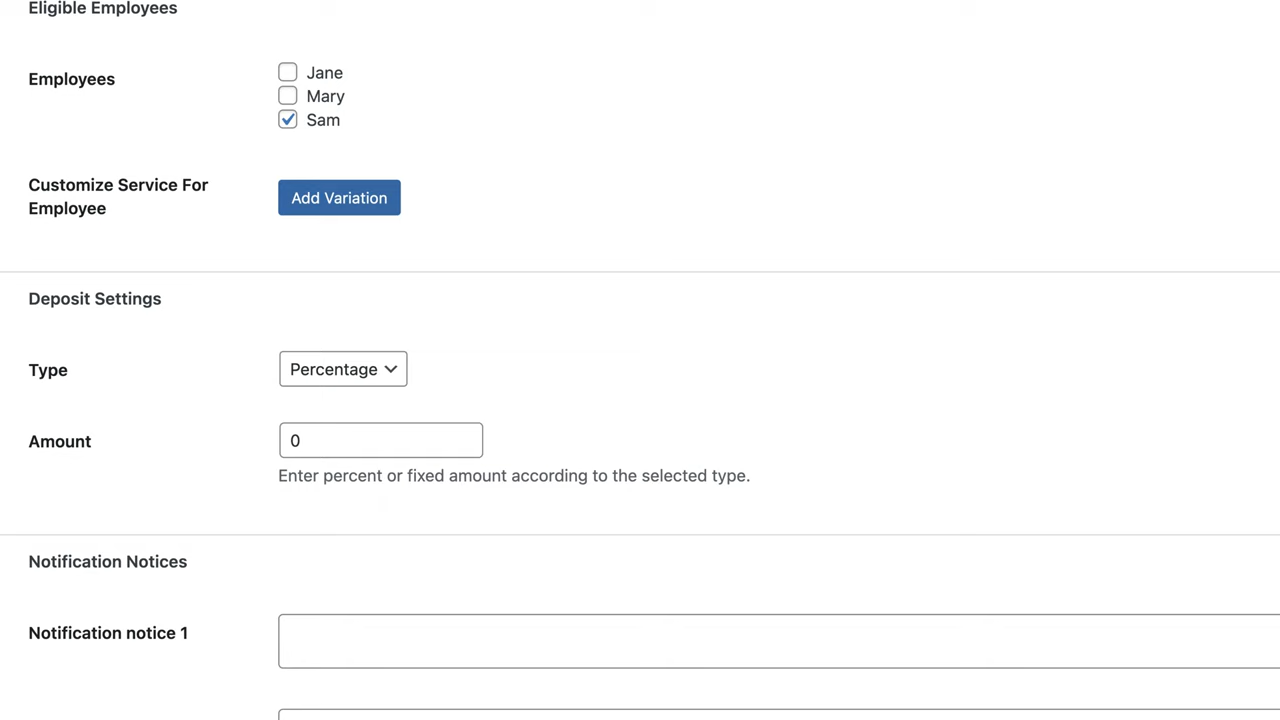 Eligible Employees
Employees
Jane
Mary
Sam
Customize Service For
Employee
Add Variation
Deposit Settings
Type
Percentage
Amount
0
Enter percent or fixed amount according to the selected type.
Notification Notices
Notification notice 1